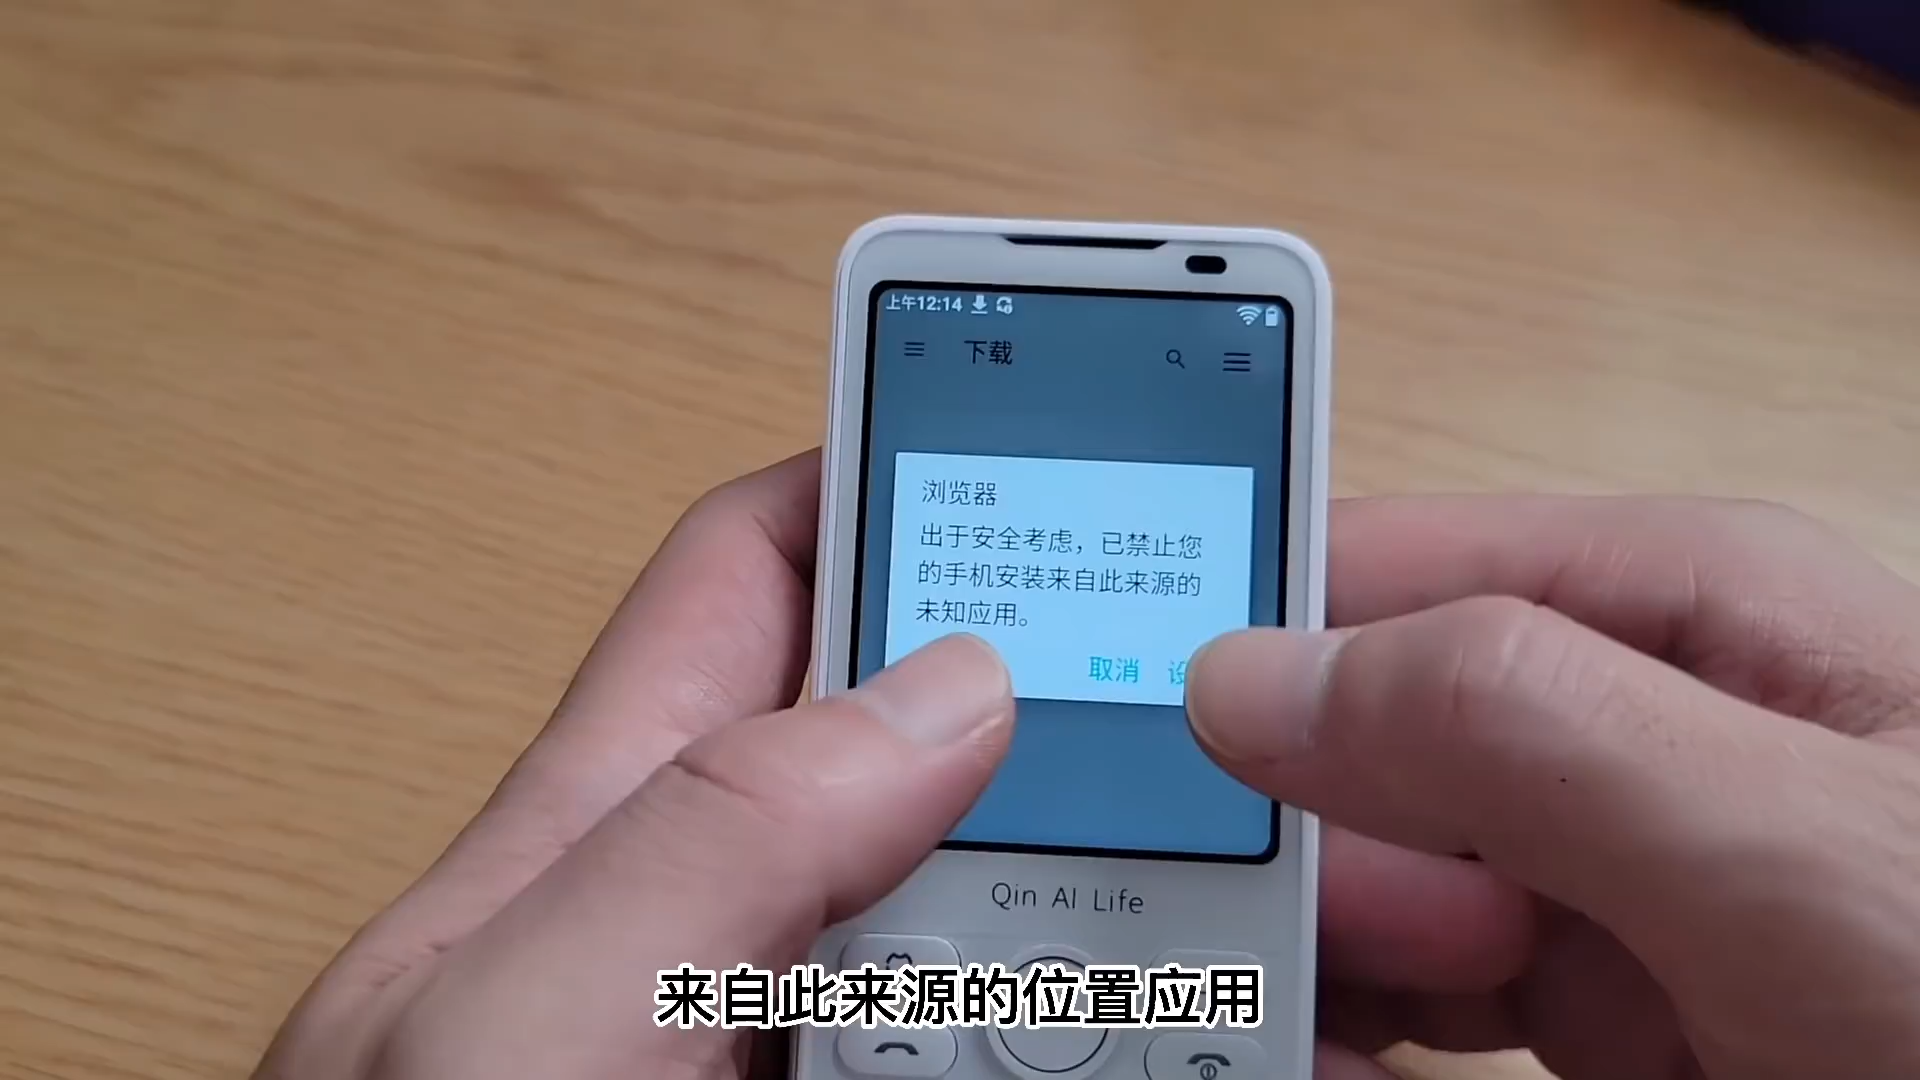 上午12:14
下载
浏览器
出于安全考虑，已禁止您
的手机安装来自此来源的
未知应用。
取消 设
Qin AI Life
来自此来源的位置应用